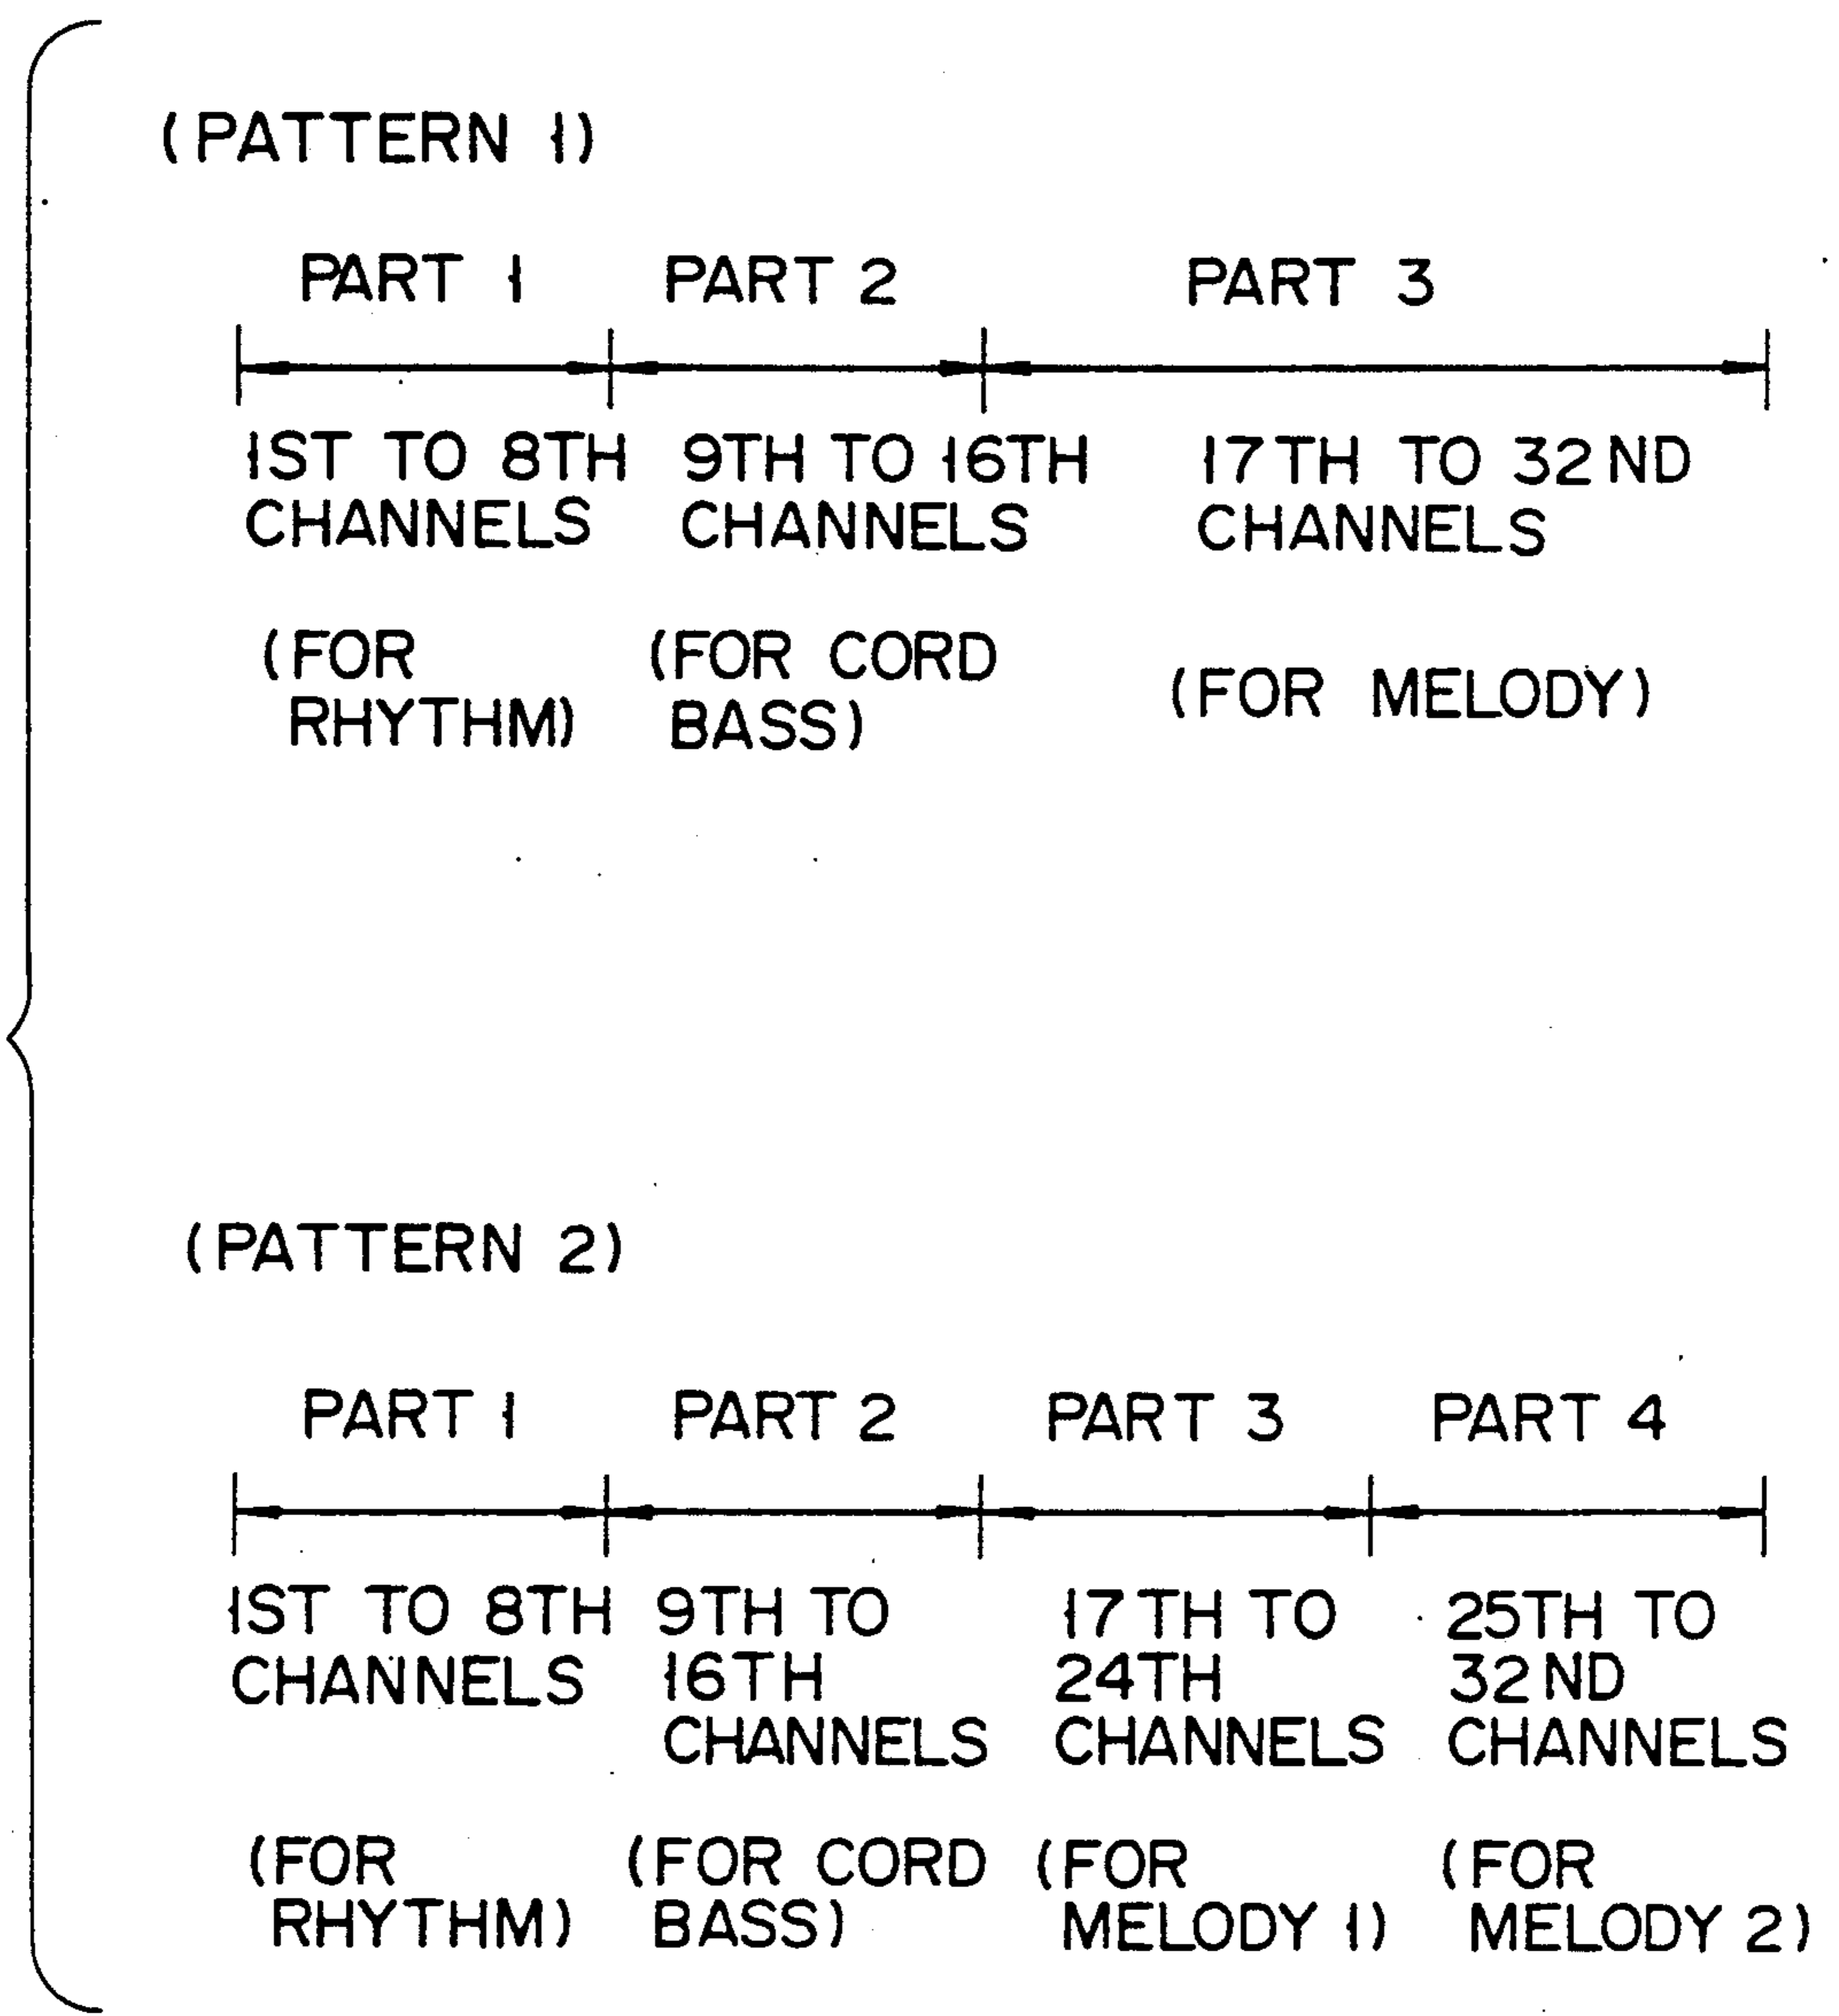 (PATTERN 1)
PART 1 PART 2 PART 3
1ST TO 8TH 9TH TO 16TH 17TH TO 32ND
CHANNELS CHANNELS CHANNELS
(FOR (FOR CORD
RHYTHM) BASS) (FOR MELODY)
(PATTERN 2)
PART 1 PART 2 PART 3 PART 4
1ST TO 8TH 9TH TO 17TH TO 25TH TO
CHANNELS 16TH 24TH 32ND
CHANNELS CHANNELS CHANNELS
(FOR (FOR CORD (FOR (FOR
RHYTHM) BASS) MELODY 1) MELODY 2)